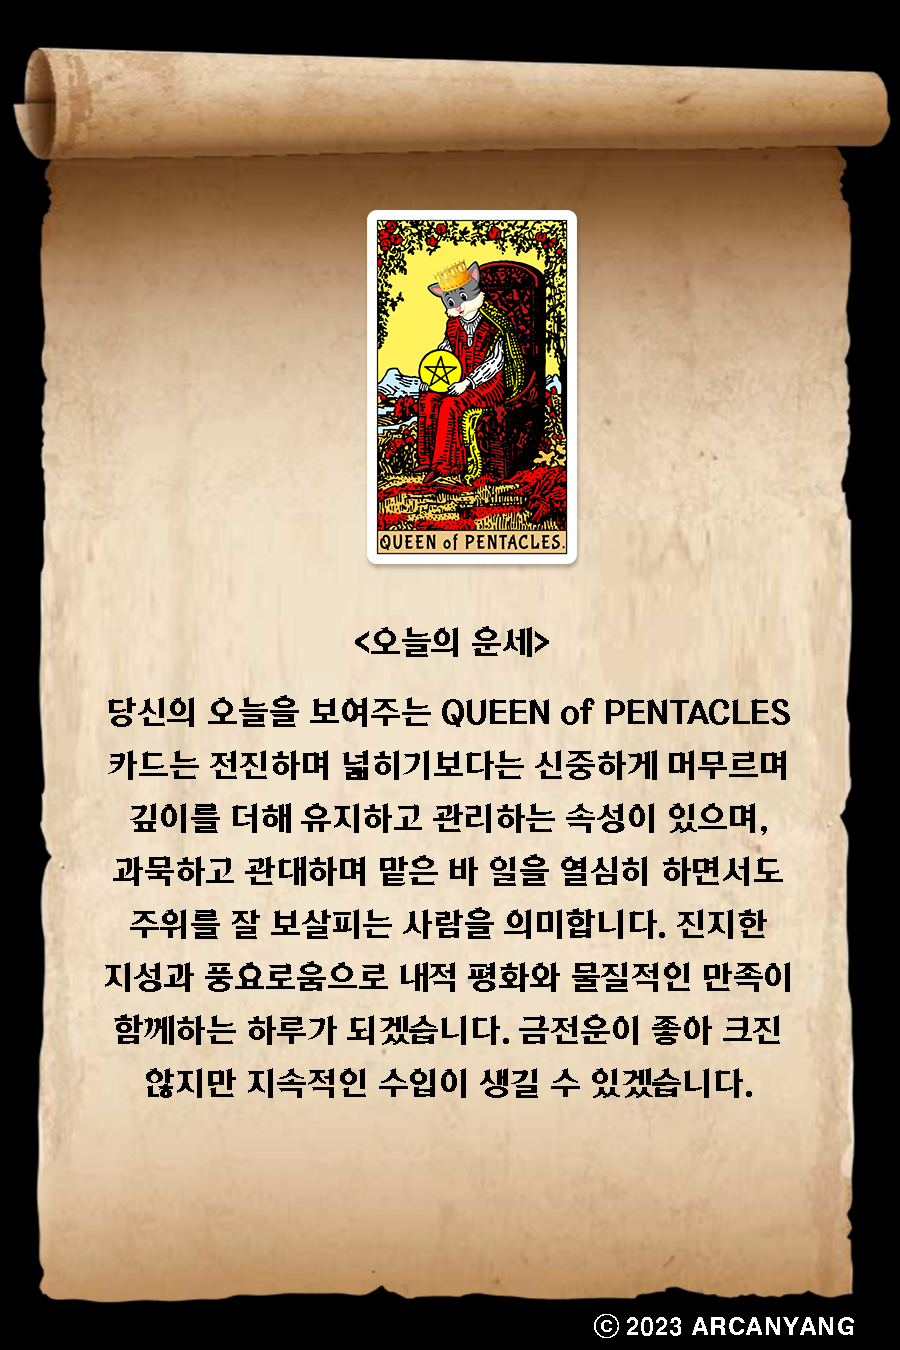 QUEEN of PENTACLES.
<오늘의 운세>
당신의 오늘을 보여주는 QUEEN of PENTACLES
카드는 전진하며 넓히기보다는 신중하게 머무르며
깊이를 더해 유지하고 관리하는 속성이 있으며,
과묵하고 관대하며 맡은 바 일을 열심히 하면서도
주위를 잘 보살피는 사람을 의미합니다. 진지한
지성과 풍요로움으로 내적 평화와 물질적인 만족이
함께하는 하루가 되겠습니다. 금전운이 좋아 크진
않지만 지속적인 수입이 생길 수 있겠습니다.
ⓒ 2023 ARCANYANG